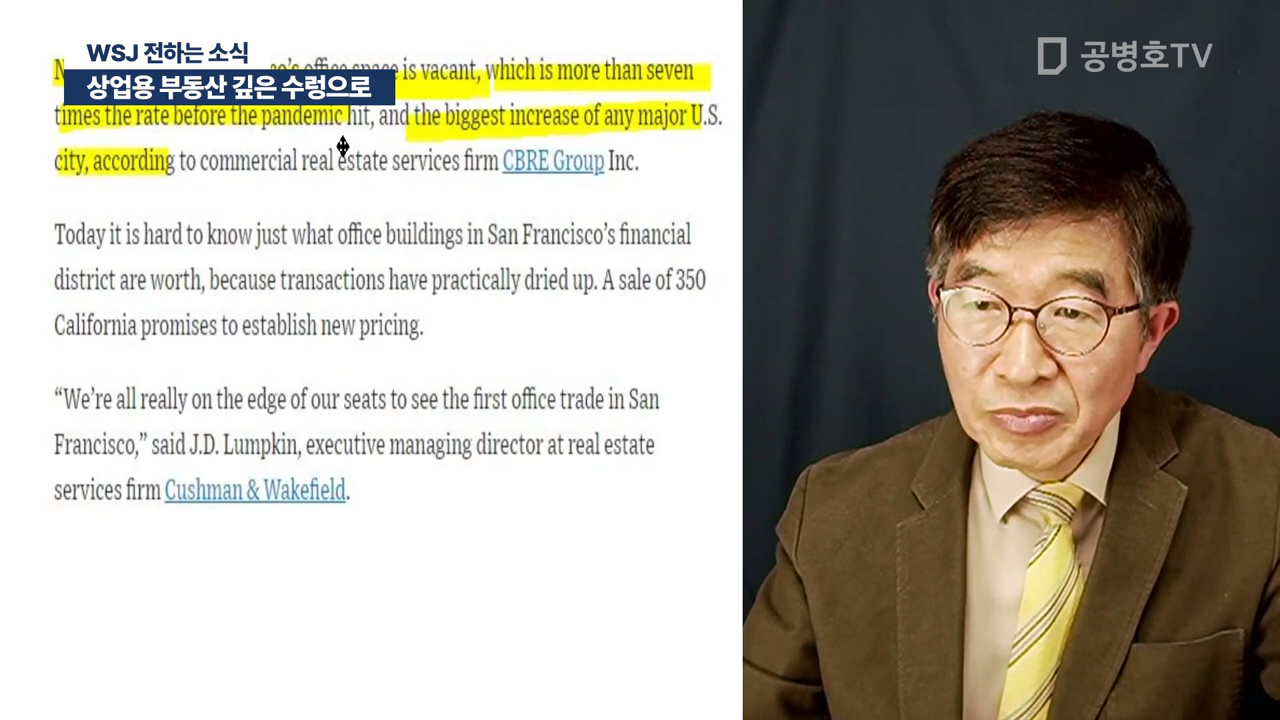 WSJ 전하는 소식
상업용 부동산 깊은 수렁으로
공병호TV
office space is vacant, which is more than seven
times the rate before the pandemic hit, and the biggest increase of any major U.S.
city, according to commercial real estate services firm CBRE Group Inc.
Today it is hard to know just what office buildings in San Francisco’s financial
district are worth, because transactions have practically dried up. A sale of 350
California promises to establish new pricing.
“We’re all really on the edge of our seats to see the first office trade in San
Francisco,” said J.D. Lumpkin, executive managing director at real estate
services firm Cushman & Wakefield.